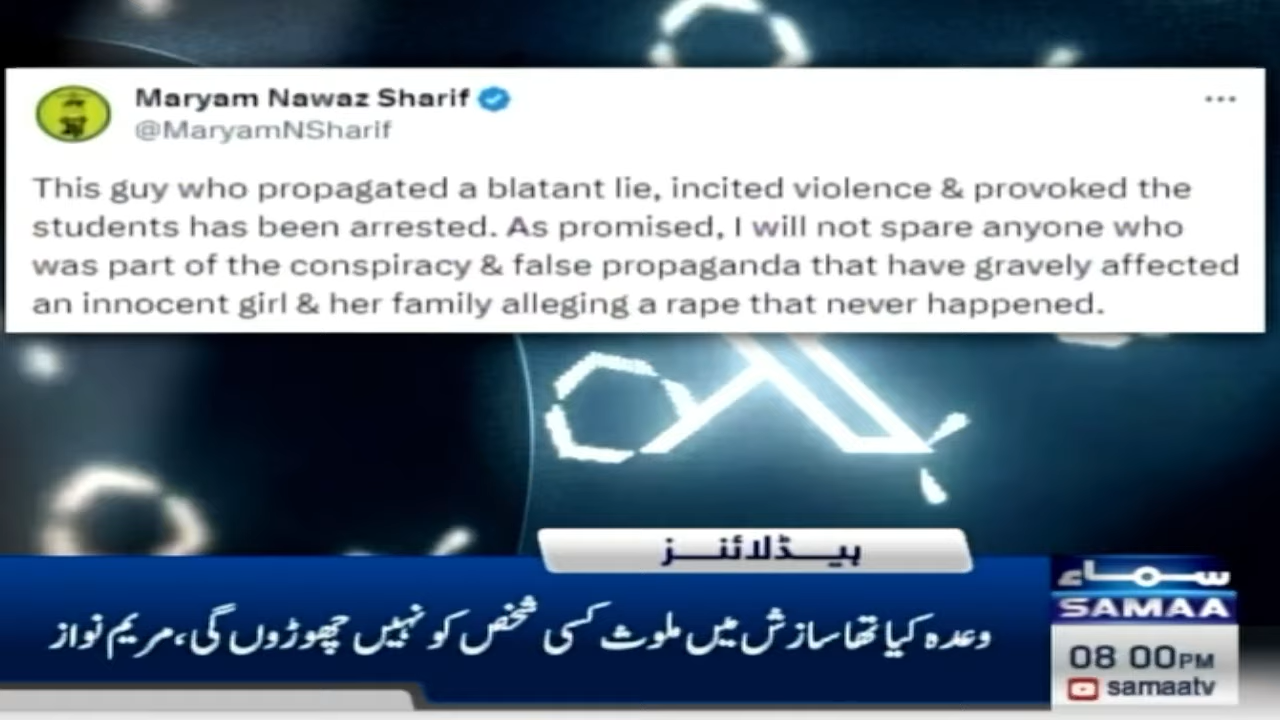 Maryam Nawaz Sharif
@MaryamNSharif
This guy who propagated a blatant lie, incited violence & provoked the
students has been arrested. As promised, I will not spare anyone who
was part of the conspiracy & false propaganda that have gravely affected
an innocent girl & her family alleging a rape that never happened.
ہیڈلائنز
وعدہ کیا تھا سازش میں ملوث کسی شخص کو نہیں چھوڑوں گی، مریم نواز
سماء
SAMAA
08 00PM
samaatv